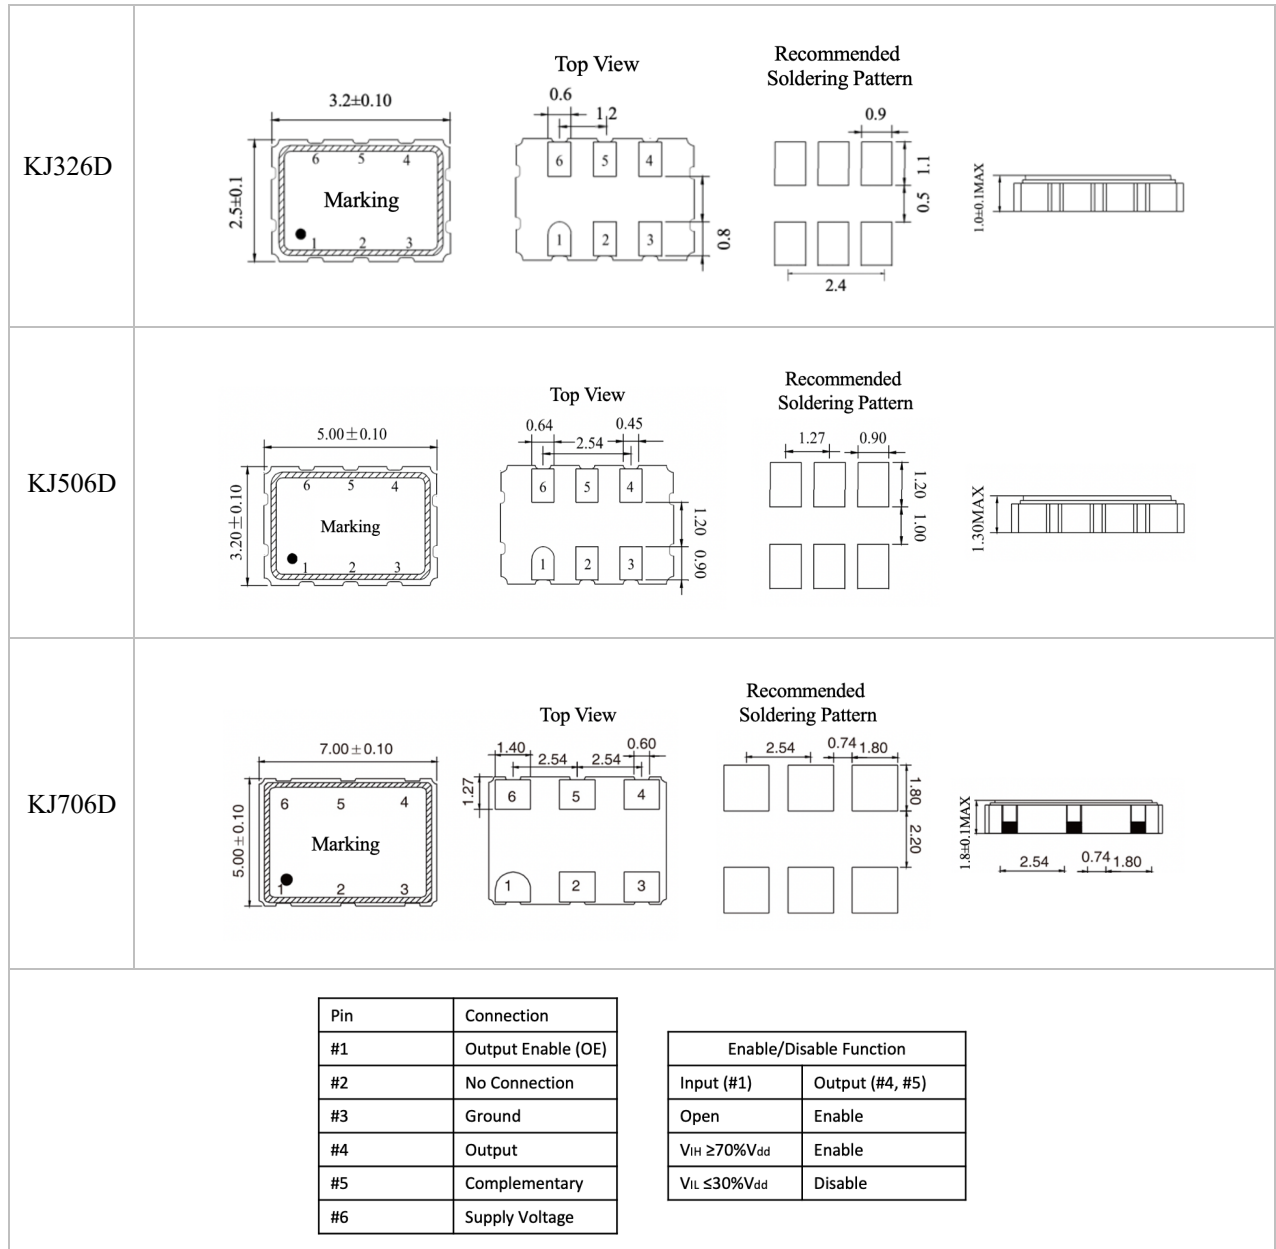 KJ326D
3.2±0.10
2.5±0.1
6 5 4
Marking
1 2 3
Top View
0.6
1.2
6 5 4
1 2 3
0.8
Recommended
Soldering Pattern
0.9
1.1
0.5
2.4
1.0±0.1MAX
KJ506D
5.00±0.10
3.20±0.10
6 5 4
Marking
1 2 3
Top View
0.64
0.45
2.54
6 5 4
1 2 3
1.20
0.90
Recommended
Soldering Pattern
1.27
0.90
1.20
1.00
1.30MAX
KJ706D
7.00±0.10
5.00±0.10
6 5 4
Marking
1 2 3
Top View
1.40
0.60
2.54 2.54
1.27
6 5 4
1 2 3
Recommended
Soldering Pattern
2.54
0.74 1.80
1.80
2.20
1.8±0.1MAX
2.54
0.74 1.80
Pin Connection
#1 Output Enable (OE)
#2 No Connection
#3 Ground
#4 Output
#5 Complementary
#6 Supply Voltage
Enable/Disable Function
Input (#1) Output (#4, #5)
Open Enable
VIH ≥70%Vdd Enable
VIL ≤30%Vdd Disable